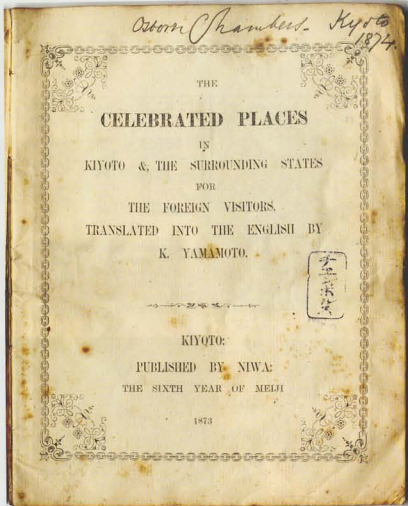 Osborn Chambers. Kyoto
1874.
THE
CELEBRATED PLACES
IN
KIYOTO &, THE SURROUNDING STATES
FOR
THE FOREIGN VISITORS.
TRANSLATED INTO THE ENGLISH BY
K. YAMAMOTO.
KIYOTO:
PUBLISHED BY NIWA:
THE SIXTH YEAR OF MEIJI
1873